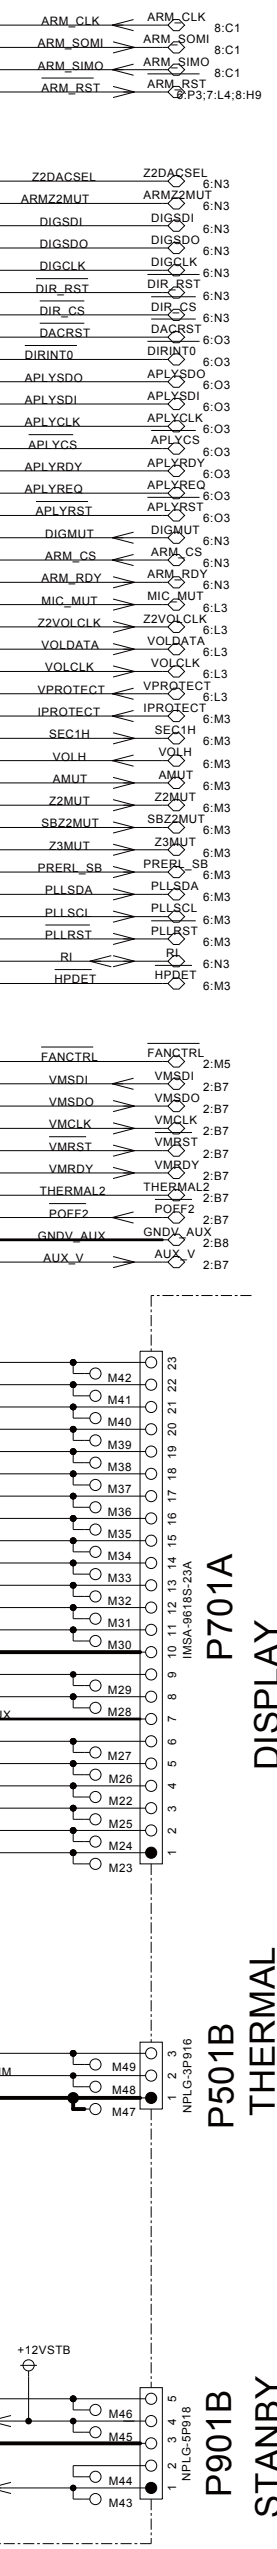 ARM_CLK ARM_CLK 8:C1
ARM_SOMI ARM_SOMI 8:C1
ARM_SIMO ARM_SIMO 8:C1
ARM_RST ARM_RST 6:P3;7:L4;8:H9
Z2DACSEL Z2DACSEL 6:N3
ARMZ2MUT ARMZ2MUT 6:N3
DIGSDI DIGSDI 6:N3
DIGSDO DIGSDO 6:N3
DIGCLK DIGCLK 6:N3
DIR_RST DIR_RST 6:N3
DIR_CS DIR_CS 6:N3
DACRST DACRST 6:O3
DIRINT0 DIRINT0 6:O3
APLYSDO APLYSDO 6:O3
APLYSDI APLYSDI 6:O3
APLYCLK APLYCLK 6:O3
APLYCS APLYCS 6:O3
APLYRDY APLYRDY 6:O3
APLYREQ APLYREQ 6:O3
APLYRST APLYRST 6:O3
DIGMUT DIGMUT 6:N3
ARM_CS ARM_CS 6:N3
ARM_RDY ARM_RDY 6:N3
MIC_MUT MIC_MUT 6:L3
Z2VOLCLK Z2VOLCLK 6:L3
VOLDATA VOLDATA 6:L3
VOLCLK VOLCLK 6:L3
VPROTECT VPROTECT 6:L3
IPROTECT IPROTECT 6:M3
SEC1H SEC1H 6:M3
VOLH VOLH 6:M3
AMUT AMUT 6:M3
Z2MUT Z2MUT 6:M3
SBZ2MUT SBZ2MUT 6:M3
Z3MUT Z3MUT 6:M3
PRERL_SB PRERL_SB 6:M3
PLLSDA PLLSDA 6:M3
PLLSCL PLLSCL 6:M3
PLLRST PLLRST 6:M3
RI RI 6:N3
HPDET HPDET 6:M3
FANCTRL FANCTRL 2:M5
VMSDI VMSDI 2:B7
VMSDO VMSDO 2:B7
VMCLK VMCLK 2:B7
VMRST VMRST 2:B7
VMRDY VMRDY 2:B7
THERMAL2 THERMAL2 2:B7
POFF2 POFF2 2:B7
GNDV_AUX GNDV_AUX 2:B8
AUX_V AUX_V 2:B7
23
M42 22
M41 21
M40 20
M39 19
M38 18
M37 17
M36 16
M35 15
M34 14
M33 13
M32 12
M31 11
M30 10
9
M29 8
M28 7
6
M27 5
M26 4
M22 3
M25 2
M24 1
M23
IMSA-9618S-23A
P701A
DISPLAY
3
M49 2
M48 1
M47
NPLG-3P916
P501B
THERMAL
+12VSTB
5
M46 4
M45 3
2
M44 1
M43
NPLG-5P918
P901B
STANBY